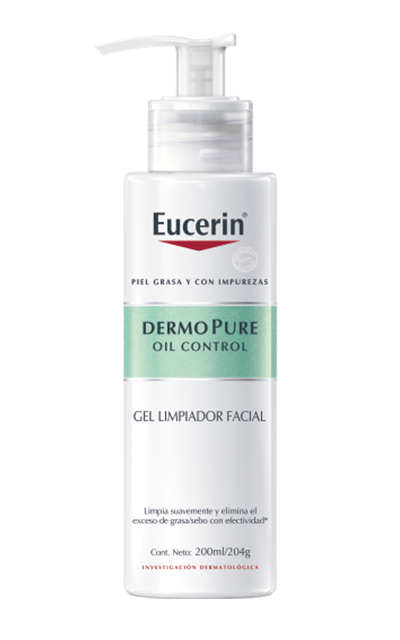 Eucerin®
PIEL GRASA Y CON IMPUREZAS
DERMOPURE
OIL CONTROL
GEL LIMPIADOR FACIAL
Limpia suavemente y elimina el
exceso de grasa/sebo con efectividad*
Cont. Neto: 200ml/204g
INVESTIGACIÓN DERMATOLÓGICA